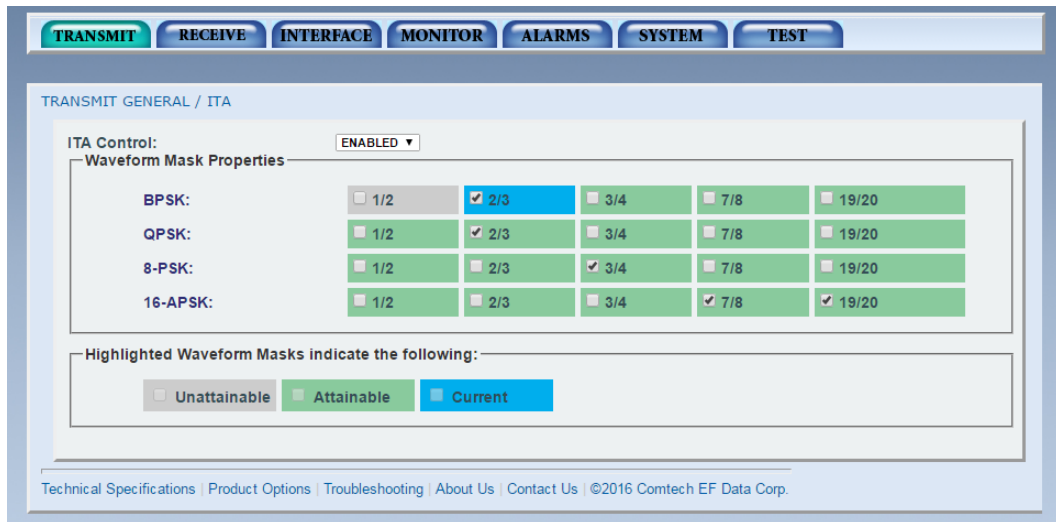 TRANSMIT RECEIVE INTERFACE MONITOR ALARMS SYSTEM TEST
TRANSMIT GENERAL / ITA
ITA Control: ENABLED
Waveform Mask Properties
BPSK: 1/2 2/3 3/4 7/8 19/20
QPSK: 1/2 2/3 3/4 7/8 19/20
8-PSK: 1/2 2/3 3/4 7/8 19/20
16-APSK: 1/2 2/3 3/4 7/8 19/20
Highlighted Waveform Masks indicate the following:
Unattainable Attainable Current
Technical Specifications | Product Options | Troubleshooting | About Us | Contact Us | ©2016 Comtech EF Data Corp.